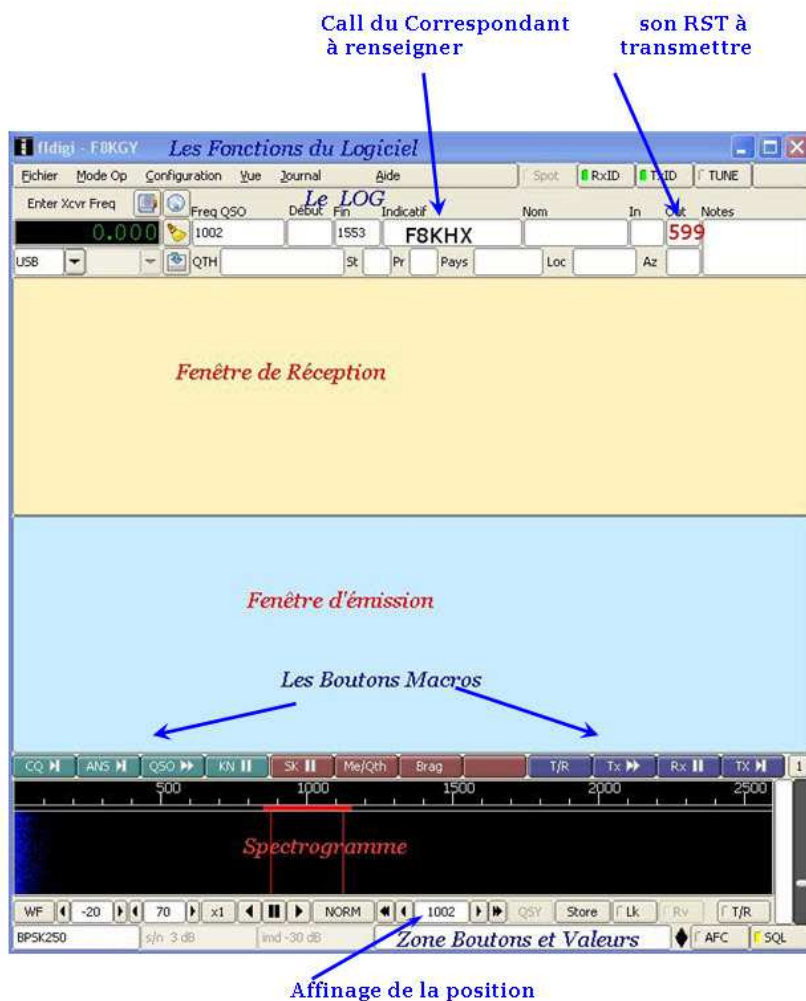 Call du Correspondant son RST à
à renseigner transmettre
fldigi - F8KGY Les Fonctions du Logiciel
Fichier Mode Op Configuration Vue Journal Aide Spot RxID TxID TUNE
Enter Xcvr Freq Le LOG
Freq QSO Début Fin Indicatif Nom In Out Notes
0.000 1002 1553 F8KHX 599
USB QTH St Pr Pays Loc Az
Fenêtre de Réception
Fenêtre d'émission
Les Boutons Macros
CQ ANS QSO KN SK Me/Qth Brag T/R Tx Rx TX 1
500 1000 1500 2000 2500
Spectrogramme
WF -20 70 x1 NORM 1002 QSY Store Lk Rv T/R
BPSK250 s/n 3 dB imd -30 dB Zone Boutons et Valeurs AFC SQL
Affinage de la position